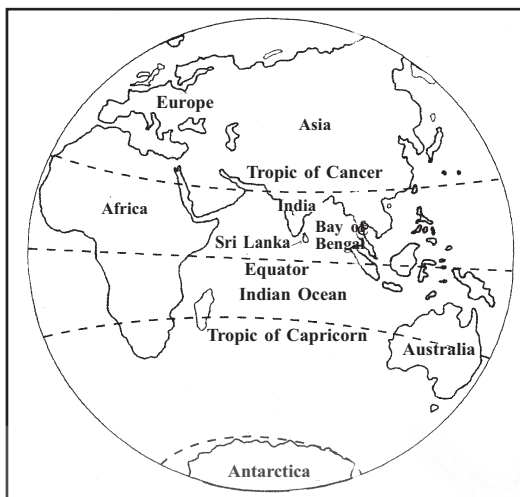 Europe
Asia
Tropic of Cancer
India
Africa
Bay of
Bengal
Sri Lanka
Equator
Indian Ocean
Tropic of Capricorn
Australia
Antarctica